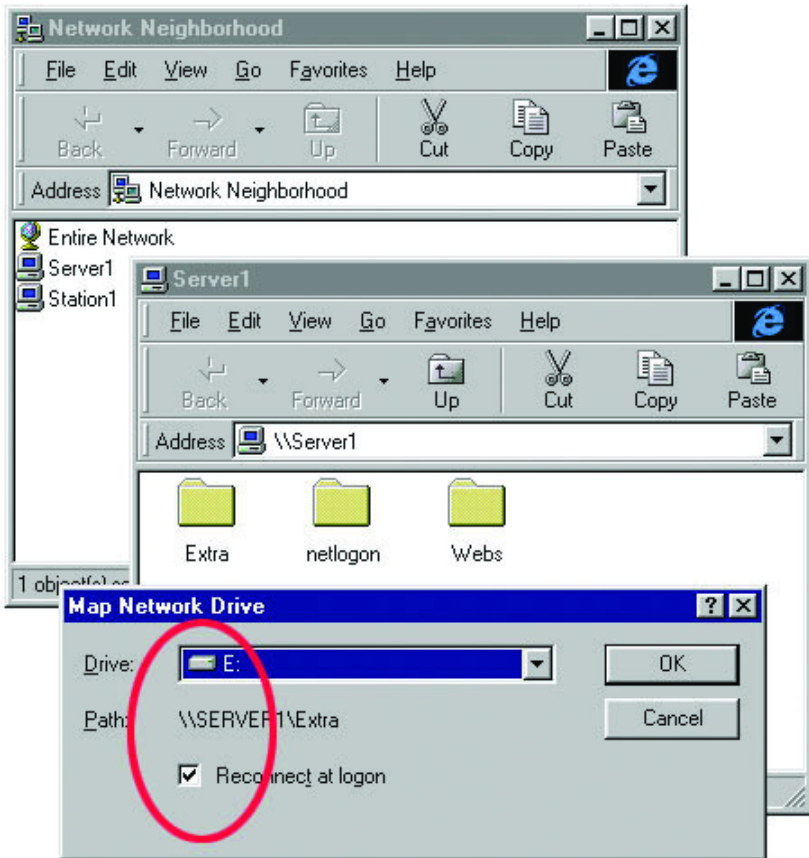 Network Neighborhood
File Edit View Go Favorites Help
Back Forward Up Cut Copy Paste
Address Network Neighborhood
Entire Network
Server1
Station1
Server1
File Edit View Go Favorites Help
Back Forward Up Cut Copy Paste
Address \\Server1
Extra netlogon Webs
1
Map Network Drive
Drive: E: OK
Path: \\SERVER1\Extra Cancel
Reconnect at logon